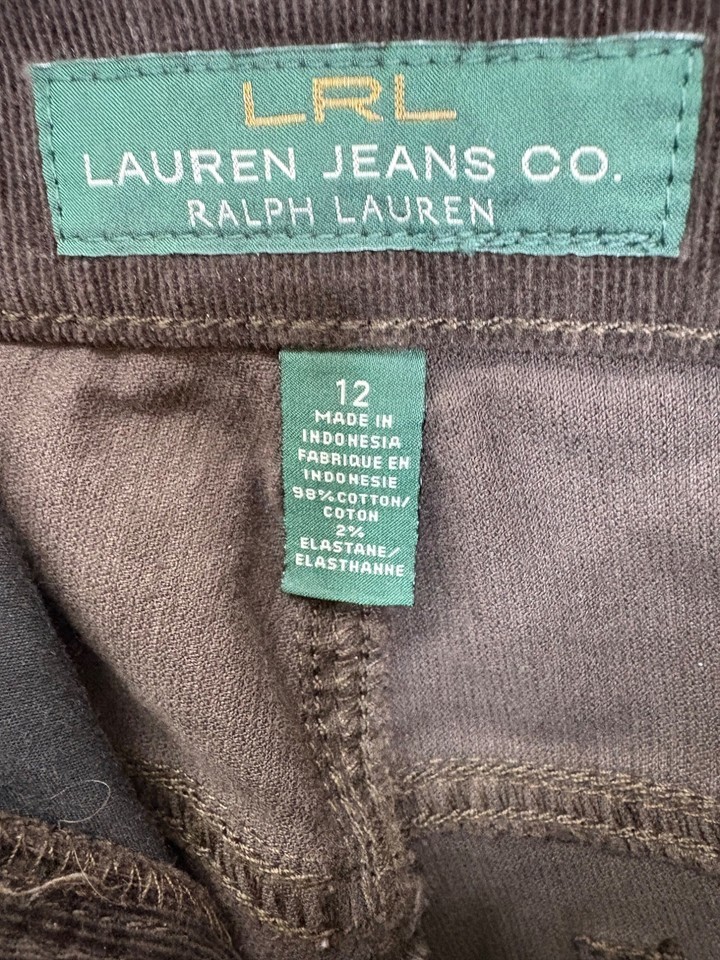 LRL
LAUREN JEANS CO.
RALPH LAUREN
12
MADE IN
INDONESIA
FABRIQUE EN
INDONESIE
98%COTTON/
COTON
2%
ELASTANE/
ELASTHANNE